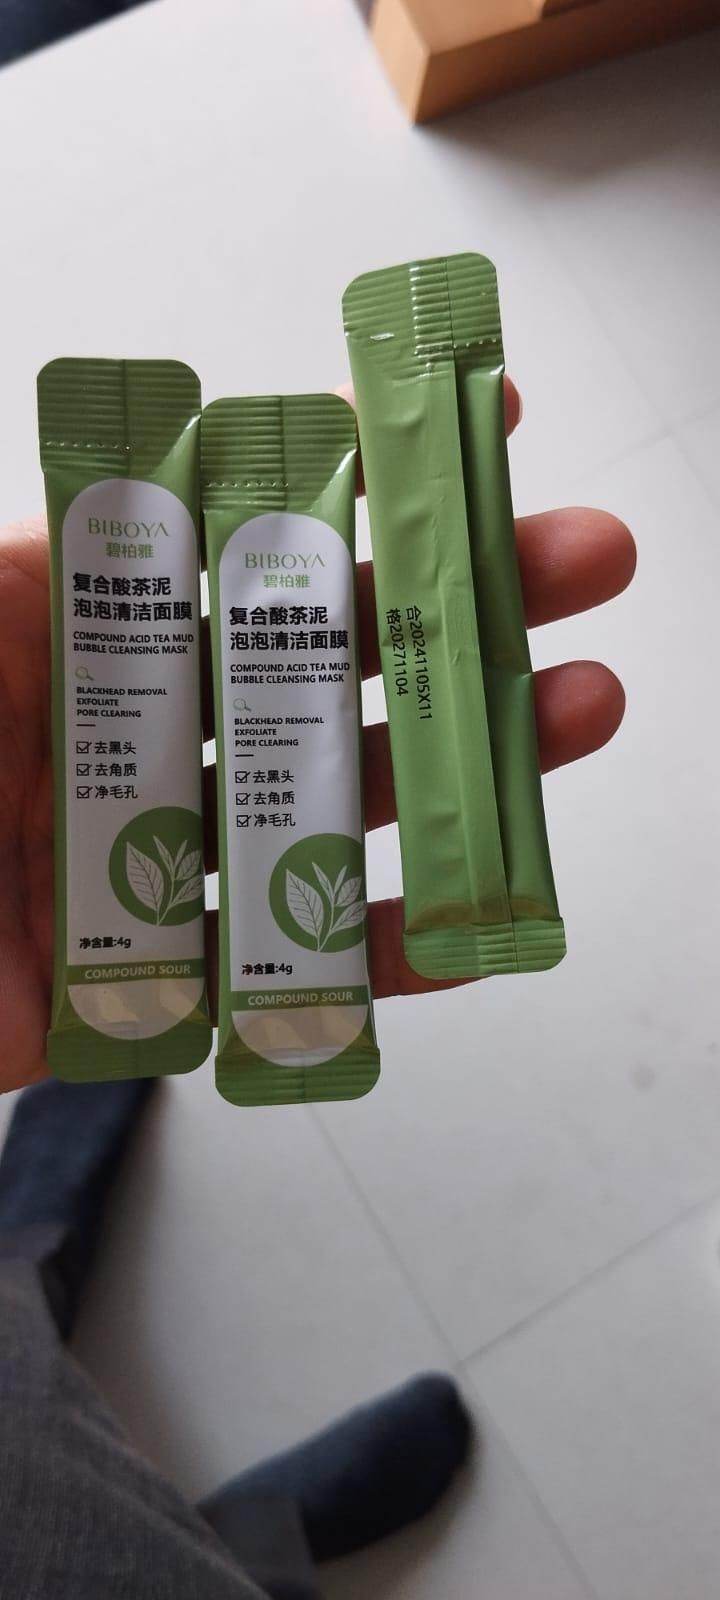 BIBOYA
碧柏雅
复合酸茶泥
泡泡清洁面膜
COMPOUND ACID TEA MUD
BUBBLE CLEANSING MASK
BLACKHEAD REMOVAL
EXFOLIATE
PORE CLEARING
去黑头
去角质
净毛孔
净含量:4g
COMPOUND SOUR
BIBOYA
碧柏雅
复合酸茶泥
泡泡清洁面膜
COMPOUND ACID TEA MUD
BUBBLE CLEANSING MASK
BLACKHEAD REMOVAL
EXFOLIATE
PORE CLEARING
去黑头
去角质
净毛孔
净含量:4g
COMPOUND SOUR
合20241105X11
格20271104